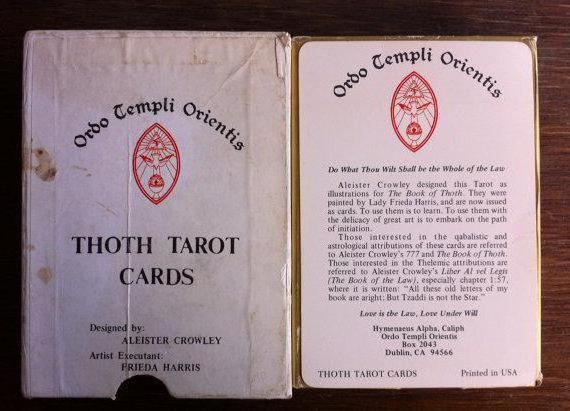 Ordo Templi Orientis
THOTH TAROT
CARDS
Designed by:
ALEISTER CROWLEY
Artist Executant:
FRIEDA HARRIS
Ordo Templi Orientis
Do What Thou Wilt Shall be the Whole of the Law
Aleister Crowley designed this Tarot as
illustrations for The Book of Thoth. They were
painted by Lady Frieda Harris, and are now issued
as cards. To use them is to learn. To use them with
the delicacy of great art is to embark on the path
of initiation.
Those interested in the qabalistic and
astrological attributions of these cards are referred
to Aleister Crowley's 777 and The Book of Thoth.
Those interested in the Thelemic attributions are
referred to Aleister Crowley's Liber Al vel Legis
(The Book of the Law), especially chapter 1:57,
where it is written: "All these old letters of my
book are aright: But Tzaddi is not the Star."
Love is the Law, Love Under Will
Hymenaeus Alpha, Caliph
Ordo Templi Orientis
Box 2043
Dublin, CA 94566
THOTH TAROT CARDS Printed in USA